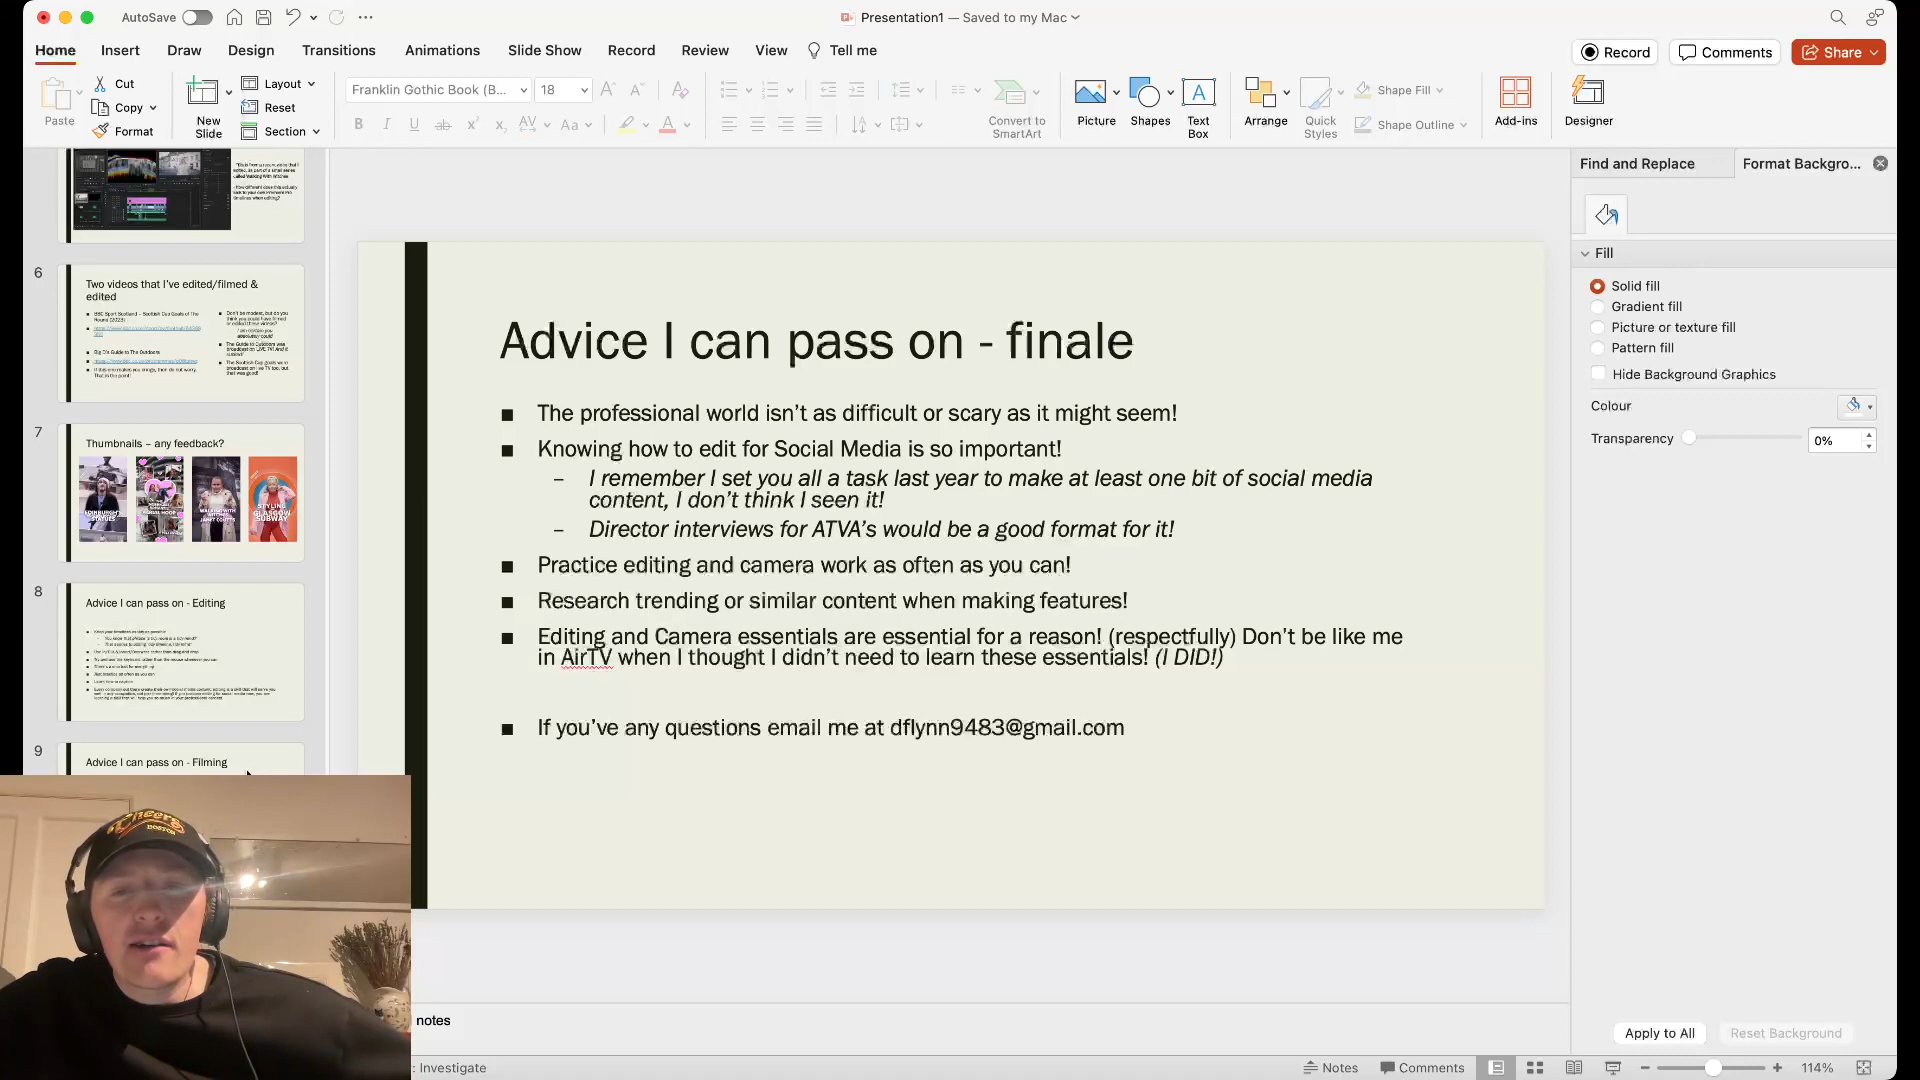 AutoSave
Presentation1 — Saved to my Mac
Home Insert Draw Design Transitions Animations Slide Show Record Review View Tell me
Record Comments Share
Paste
Cut
Copy
Format
New Slide
Layout
Reset
Section
Franklin Gothic Book (B... 18
Convert to SmartArt
Picture
Shapes
Text Box
Arrange
Quick Styles
Shape Fill
Shape Outline
Add-ins
Designer
6
Two videos that I've edited/filmed & edited
7
Thumbnails – any feedback?
8
Advice I can pass on - Editing
9
Advice I can pass on - Filming
Advice I can pass on - finale
■ The professional world isn't as difficult or scary as it might seem!
■ Knowing how to edit for Social Media is so important!
– I remember I set you all a task last year to make at least one bit of social media
content, I don't think I seen it!
– Director interviews for ATVA's would be a good format for it!
■ Practice editing and camera work as often as you can!
■ Research trending or similar content when making features!
■ Editing and Camera essentials are essential for a reason! (respectfully) Don't be like me
in AirTV when I thought I didn't need to learn these essentials! (I DID!)
■ If you've any questions email me at dflynn9483@gmail.com
Find and Replace
Format Backgro...
Fill
Solid fill
Gradient fill
Picture or texture fill
Pattern fill
Hide Background Graphics
Colour
Transparency 0%
Apply to All Reset Background
notes
: Investigate
Notes Comments 114%
Cheers
BOSTON